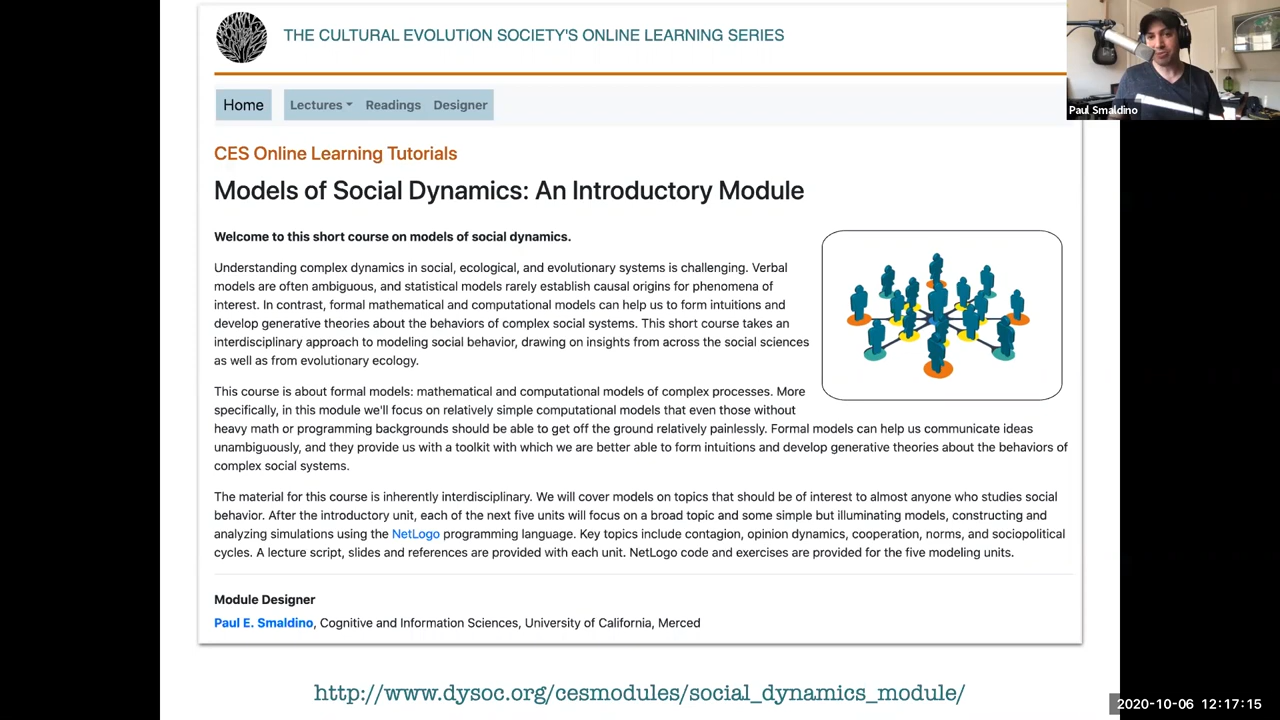 THE CULTURAL EVOLUTION SOCIETY'S ONLINE LEARNING SERIES
Paul Smaldino
Home Lectures Readings Designer
CES Online Learning Tutorials
Models of Social Dynamics: An Introductory Module
Welcome to this short course on models of social dynamics.
Understanding complex dynamics in social, ecological, and evolutionary systems is challenging. Verbal
models are often ambiguous, and statistical models rarely establish causal origins for phenomena of
interest. In contrast, formal mathematical and computational models can help us to form intuitions and
develop generative theories about the behaviors of complex social systems. This short course takes an
interdisciplinary approach to modeling social behavior, drawing on insights from across the social sciences
as well as from evolutionary ecology.
This course is about formal models: mathematical and computational models of complex processes. More
specifically, in this module we'll focus on relatively simple computational models that even those without
heavy math or programming backgrounds should be able to get off the ground relatively painlessly. Formal models can help us communicate ideas
unambiguously, and they provide us with a toolkit with which we are better able to form intuitions and develop generative theories about the behaviors of
complex social systems.
The material for this course is inherently interdisciplinary. We will cover models on topics that should be of interest to almost anyone who studies social
behavior. After the introductory unit, each of the next five units will focus on a broad topic and some simple but illuminating models, constructing and
analyzing simulations using the NetLogo programming language. Key topics include contagion, opinion dynamics, cooperation, norms, and sociopolitical
cycles. A lecture script, slides and references are provided with each unit. NetLogo code and exercises are provided for the five modeling units.
Module Designer
Paul E. Smaldino, Cognitive and Information Sciences, University of California, Merced
http://www.dysoc.org/cesmodules/social_dynamics_module/
2020-10-06 12:17:15